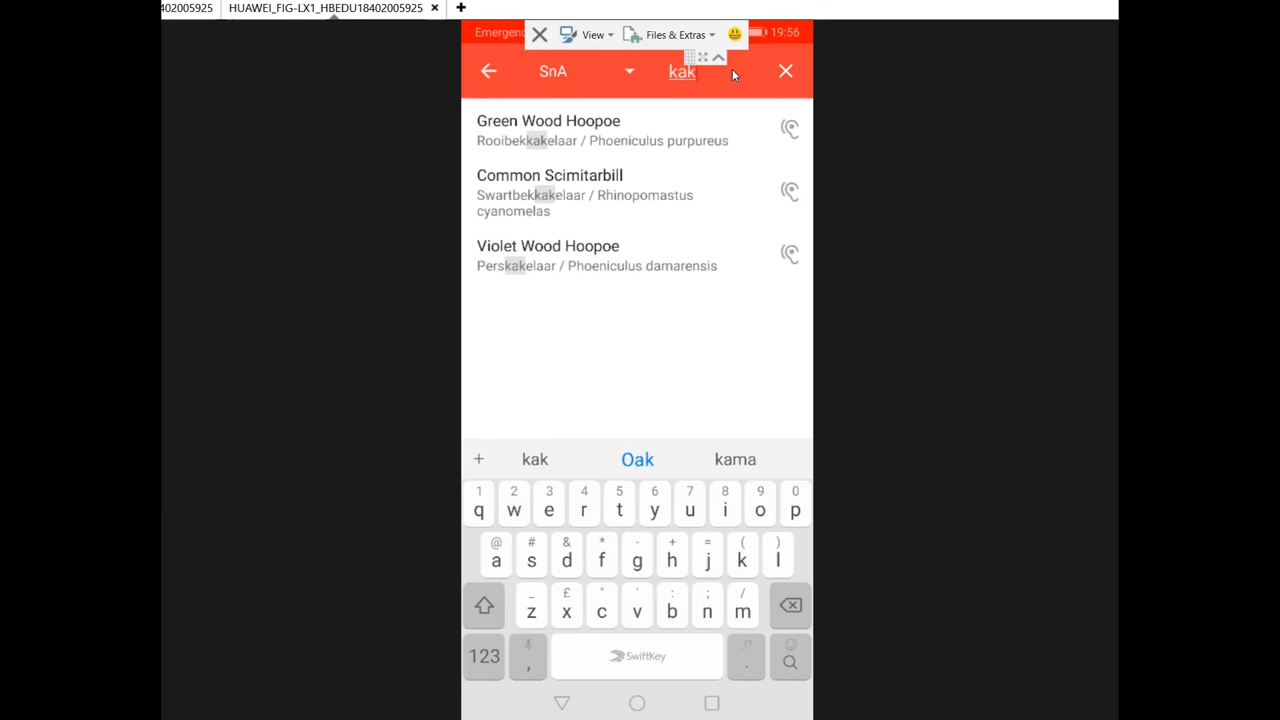 402005925 HUAWEI_FIG-LX1_HBEDU18402005925
Emergenc View Files & Extras 19:56
SnA kak
Green Wood Hoopoe
Rooibekkakelaar / Phoeniculus purpureus
Common Scimitarbill
Swartbekkakelaar / Rhinopomastus
cyanomelas
Violet Wood Hoopoe
Perskakelaar / Phoeniculus damarensis
+ kak Oak kama
1 2 3 4 5 6 7 8 9 0
q w e r t y u i o p
@ # & * - + = ( )
a s d f g h j k l
_ £ " ' : ; /
z x c v b n m
123 , SwiftKey .